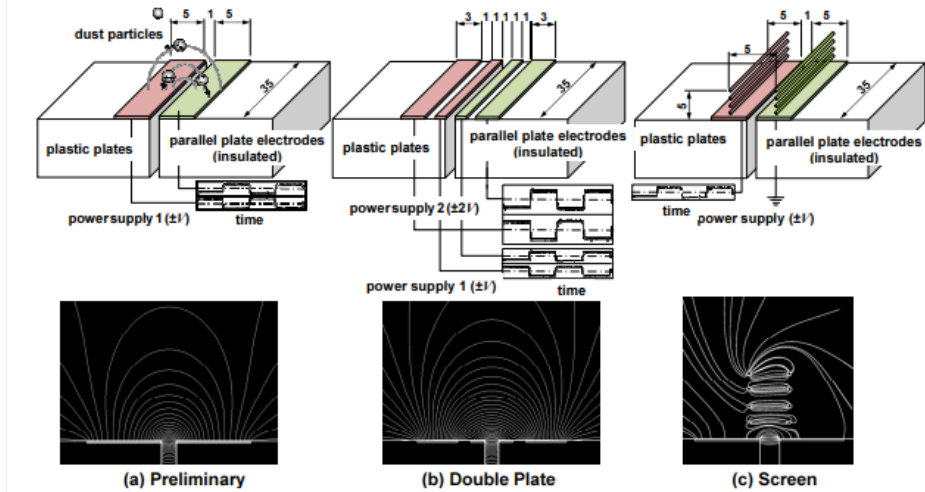 5 1 5
dust particles
35
plastic plates
parallel plate electrodes
(insulated)
power supply 1 (±V)
time
3 1 1 1 1 1 3
35
plastic plates
parallel plate electrodes
(insulated)
power supply 2 (±2V)
power supply 1 (±V)
time
5 1 5
5
5
35
plastic plates
parallel plate electrodes
(insulated)
time
power supply (±V)
(a) Preliminary
(b) Double Plate
(c) Screen